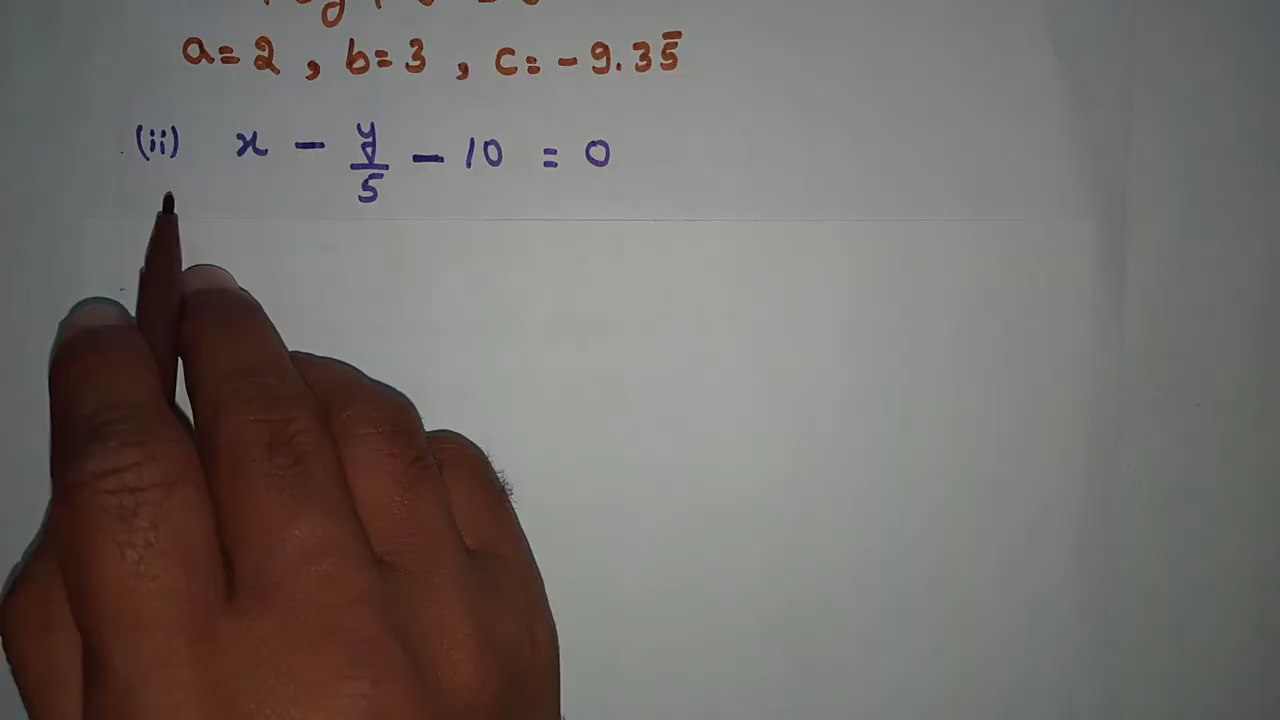 a = 2 , b = 3 , c = - 9.35̅
(ii) x - y/5 - 10 = 0